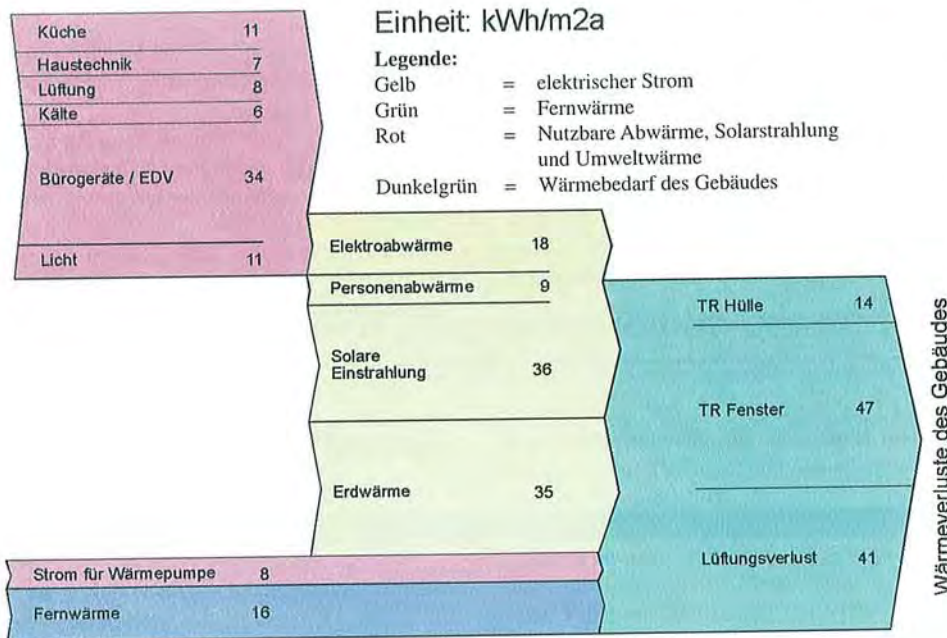 Einheit: kWh/m2a
Legende:
Gelb = elektrischer Strom
Grün = Fernwärme
Rot = Nutzbare Abwärme, Solarstrahlung
und Umweltwärme
Dunkelgrün = Wärmebedarf des Gebäudes
Küche 11
Haustechnik 7
Lüftung 8
Kälte 6
Bürogeräte / EDV 34
Licht 11
Elektroabwärme 18
Personenabwärme 9
Solare
Einstrahlung 36
Erdwärme 35
Strom für Wärmepumpe 8
Fernwärme 16
TR Hülle 14
TR Fenster 47
Lüftungsverlust 41
Wärmeverluste des Gebäudes